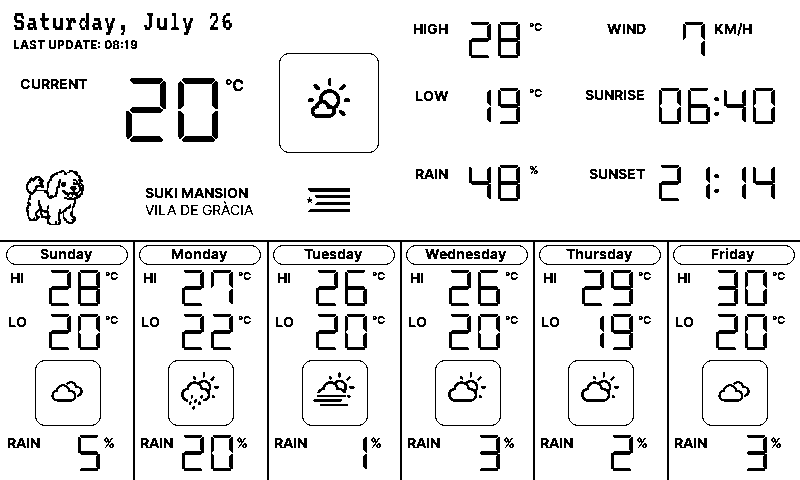 Saturday, July 26
LAST UPDATE: 08:19
CURRENT 20 °C
HIGH 28 °C
WIND 7 KM/H
LOW 19 °C
SUNRISE 06:40
RAIN 48 %
SUNSET 21:14
SUKI MANSION
VILA DE GRÀCIA
Sunday
HI 28 °C
LO 20 °C
RAIN 5 %
Monday
HI 27 °C
LO 22 °C
RAIN 20 %
Tuesday
HI 26 °C
LO 20 °C
RAIN 1 %
Wednesday
HI 26 °C
LO 20 °C
RAIN 3 %
Thursday
HI 29 °C
LO 19 °C
RAIN 2 %
Friday
HI 30 °C
LO 20 °C
RAIN 3 %